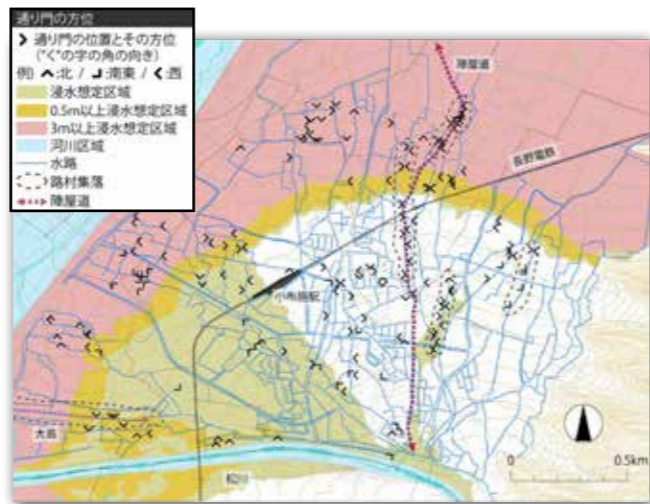 通り門の方位
通り門の位置とその方位
("く"の字の角の向き)
例) :北 / :南東 / :西
浸水想定区域
0.5m以上浸水想定区域
3m以上浸水想定区域
河川区域
水路
路村集落
陣屋道
陣屋道
長野電鉄
小布施駅
大島
松川
0 0.5km